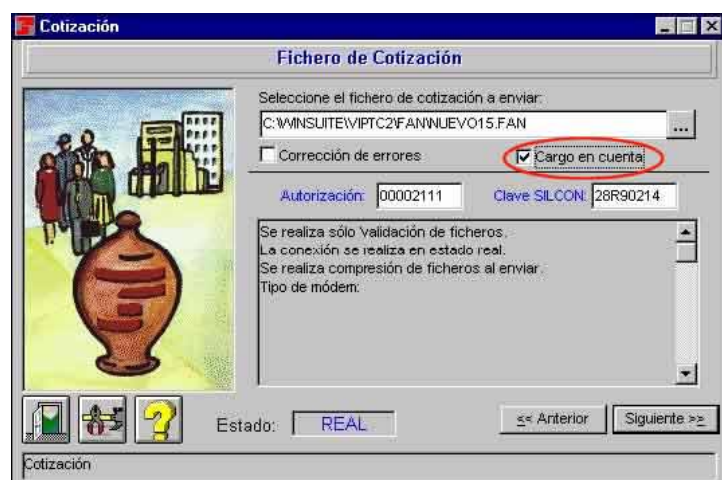 Cotización
Fichero de Cotización
Seleccione el fichero de cotización a enviar:
C:\WINSUITE\VIPTC2\FAN\NUEVO15.FAN ...
Corrección de errores Cargo en cuenta
Autorización: 00002111 Clave SILCON: 28R90214
Se realiza sólo Validación de ficheros.
La conexión se realiza en estado real.
Se realiza compresión de ficheros al enviar.
Tipo de módem:
Estado: REAL << Anterior Siguiente >>
Cotización